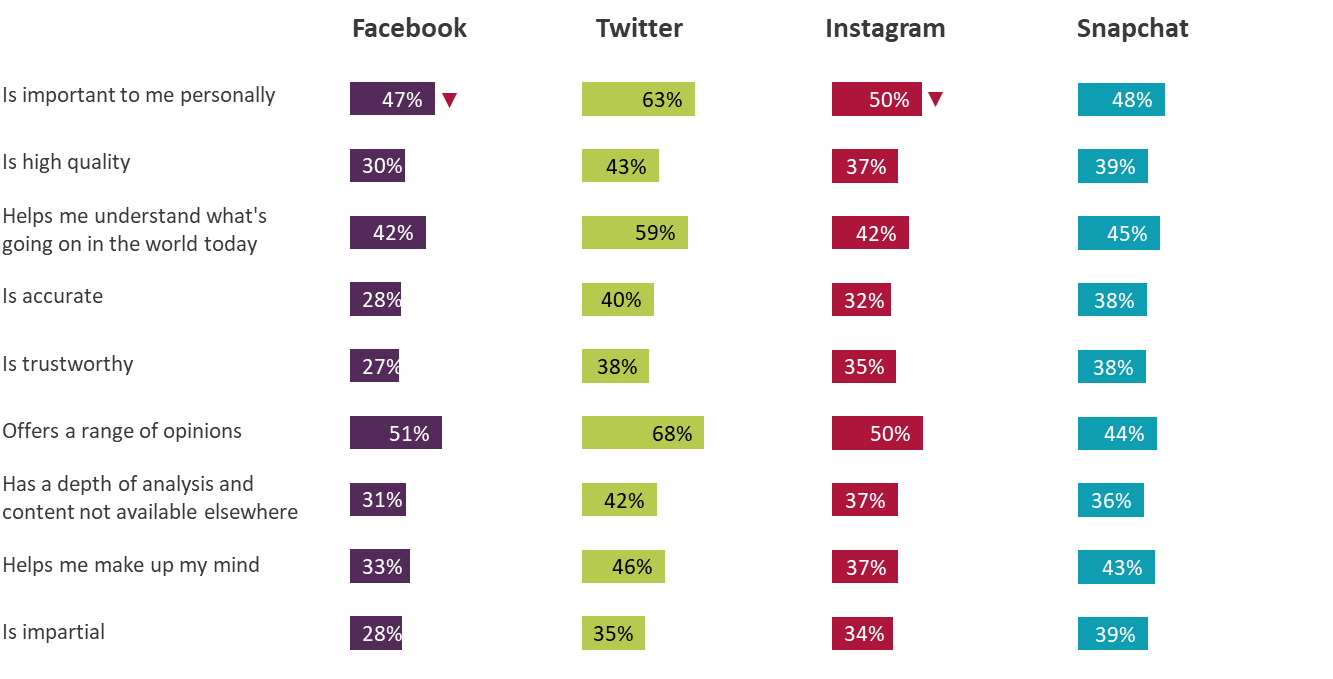 Facebook Twitter Instagram Snapchat
Is important to me personally 47% ▼ 63% 50% ▼ 48%
Is high quality 30% 43% 37% 39%
Helps me understand what's
going on in the world today 42% 59% 42% 45%
Is accurate 28% 40% 32% 38%
Is trustworthy 27% 38% 35% 38%
Offers a range of opinions 51% 68% 50% 44%
Has a depth of analysis and
content not available elsewhere 31% 42% 37% 36%
Helps me make up my mind 33% 46% 37% 43%
Is impartial 28% 35% 34% 39%